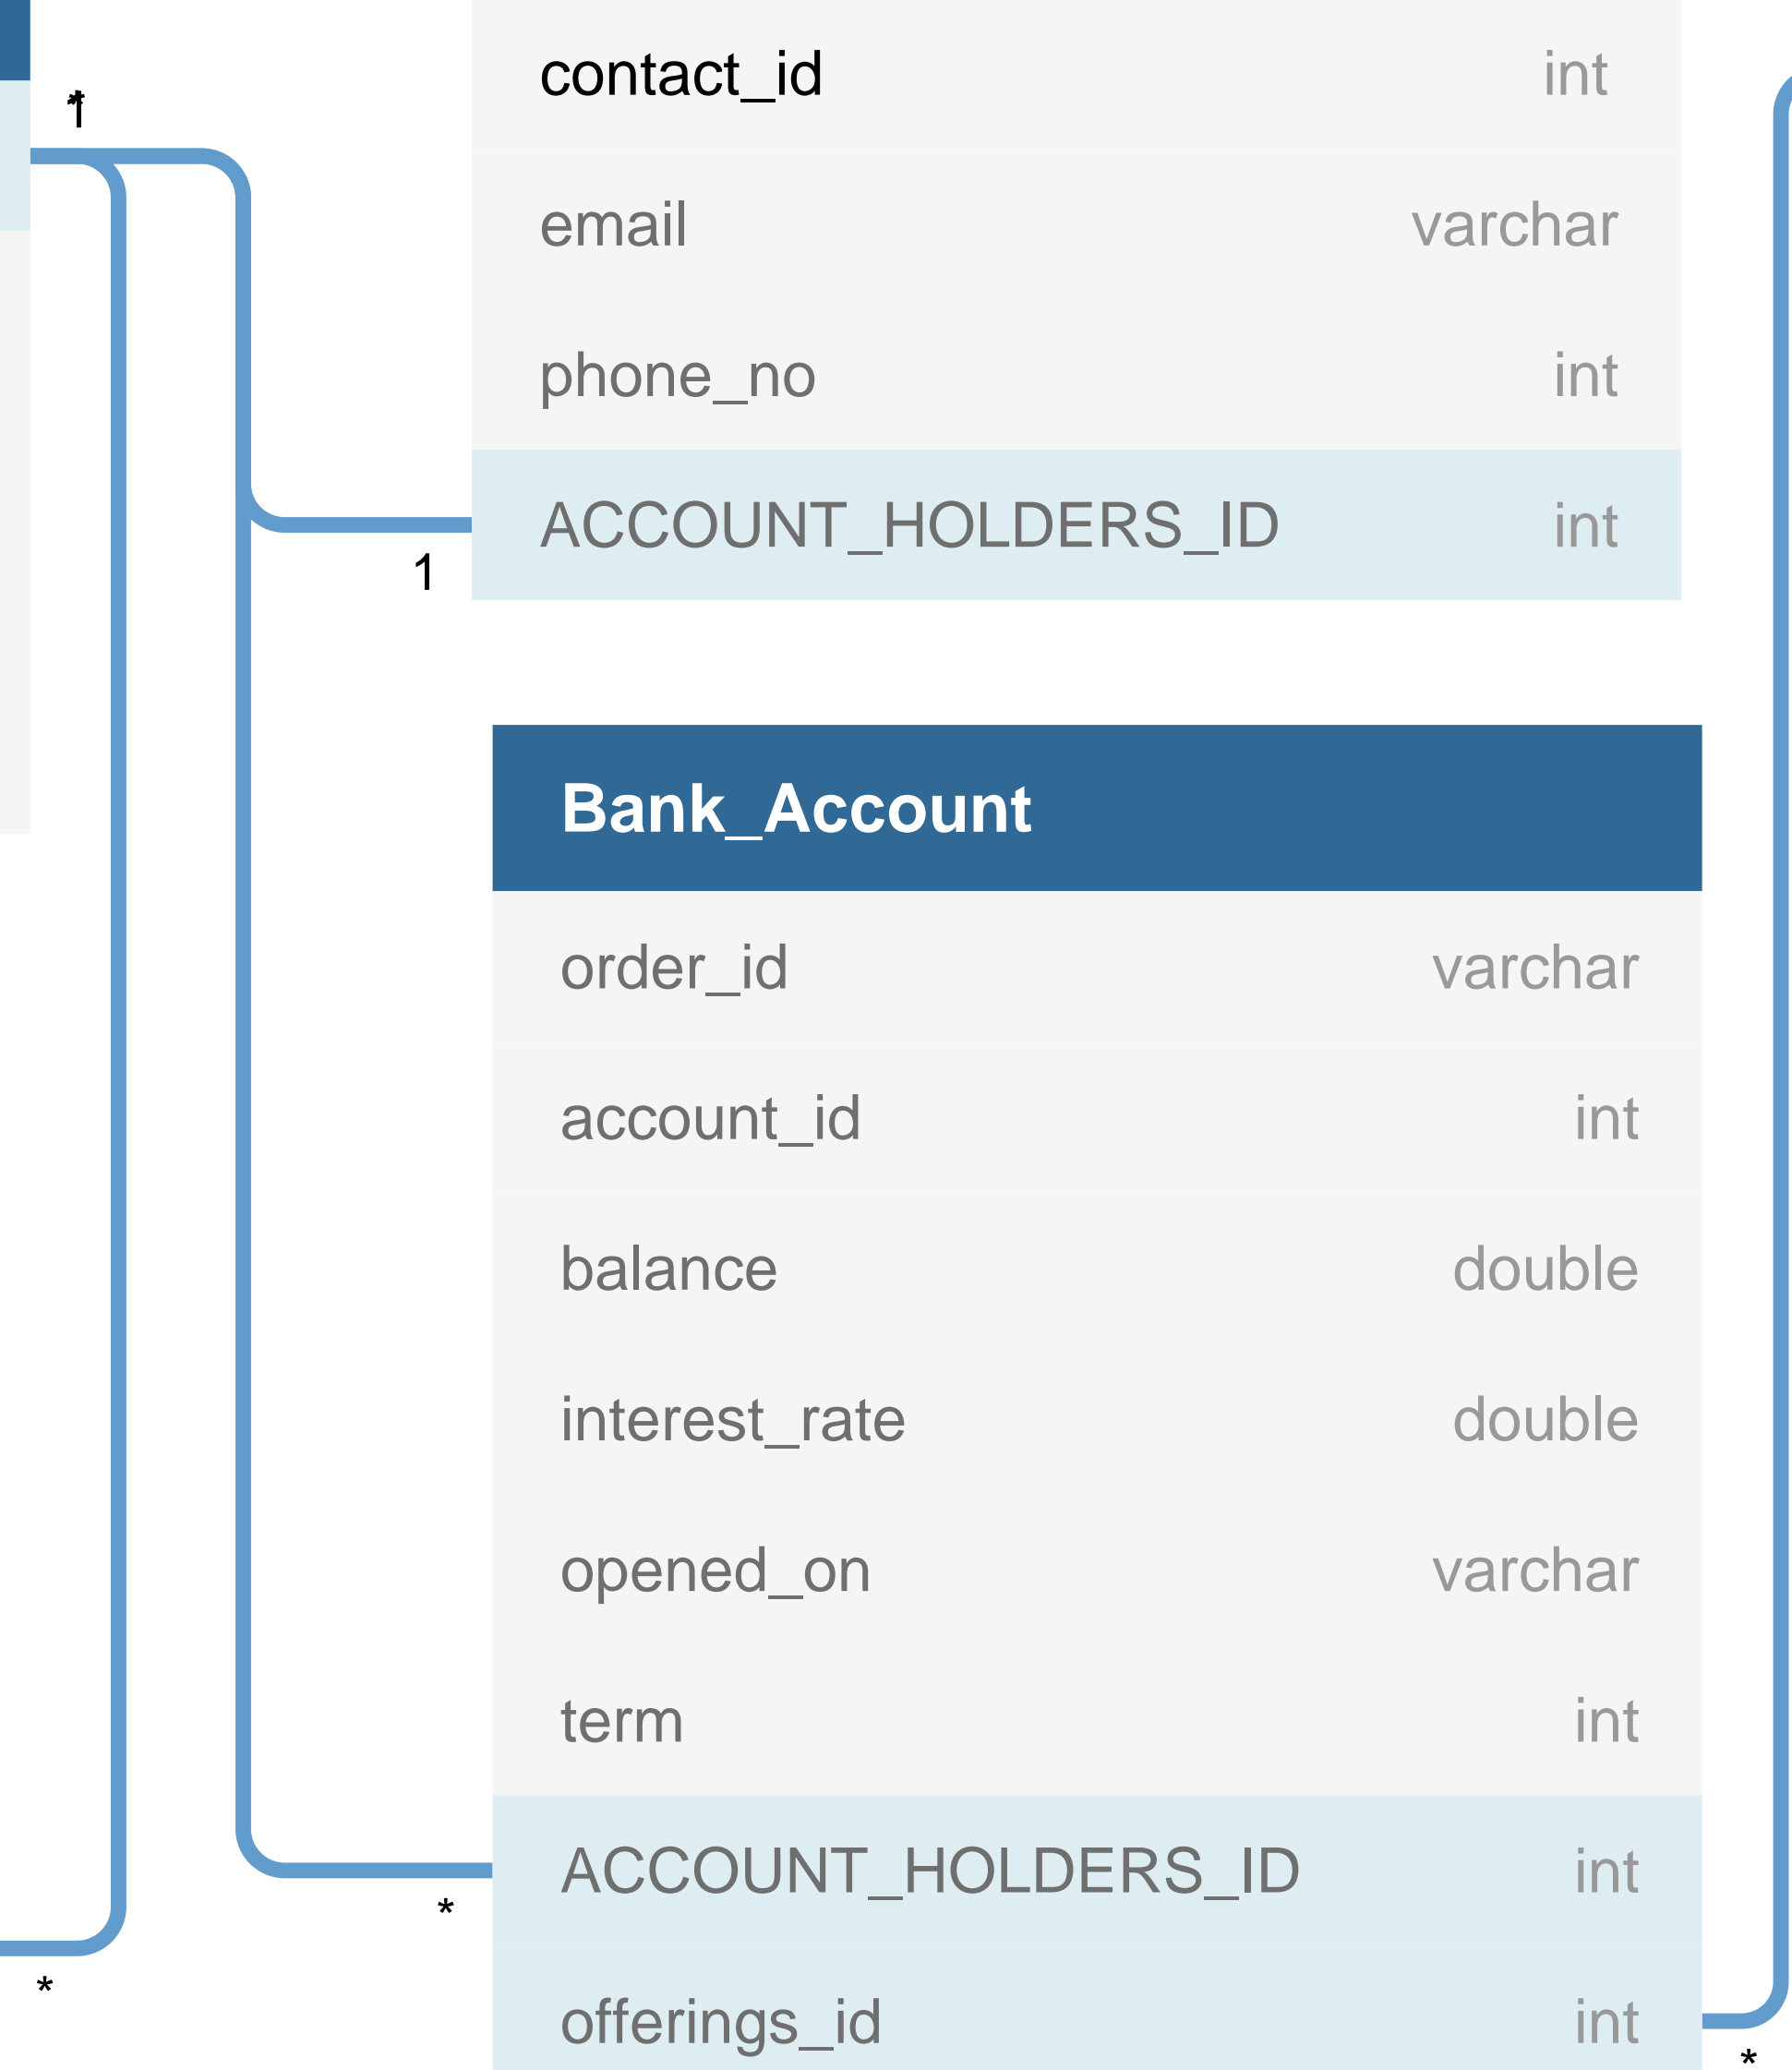 contact_id int
1
email varchar
phone_no int
ACCOUNT_HOLDERS_ID int
1
Bank_Account
order_id varchar
account_id int
balance double
interest_rate double
opened_on varchar
term int
ACCOUNT_HOLDERS_ID int
*
*
offerings_id int
*